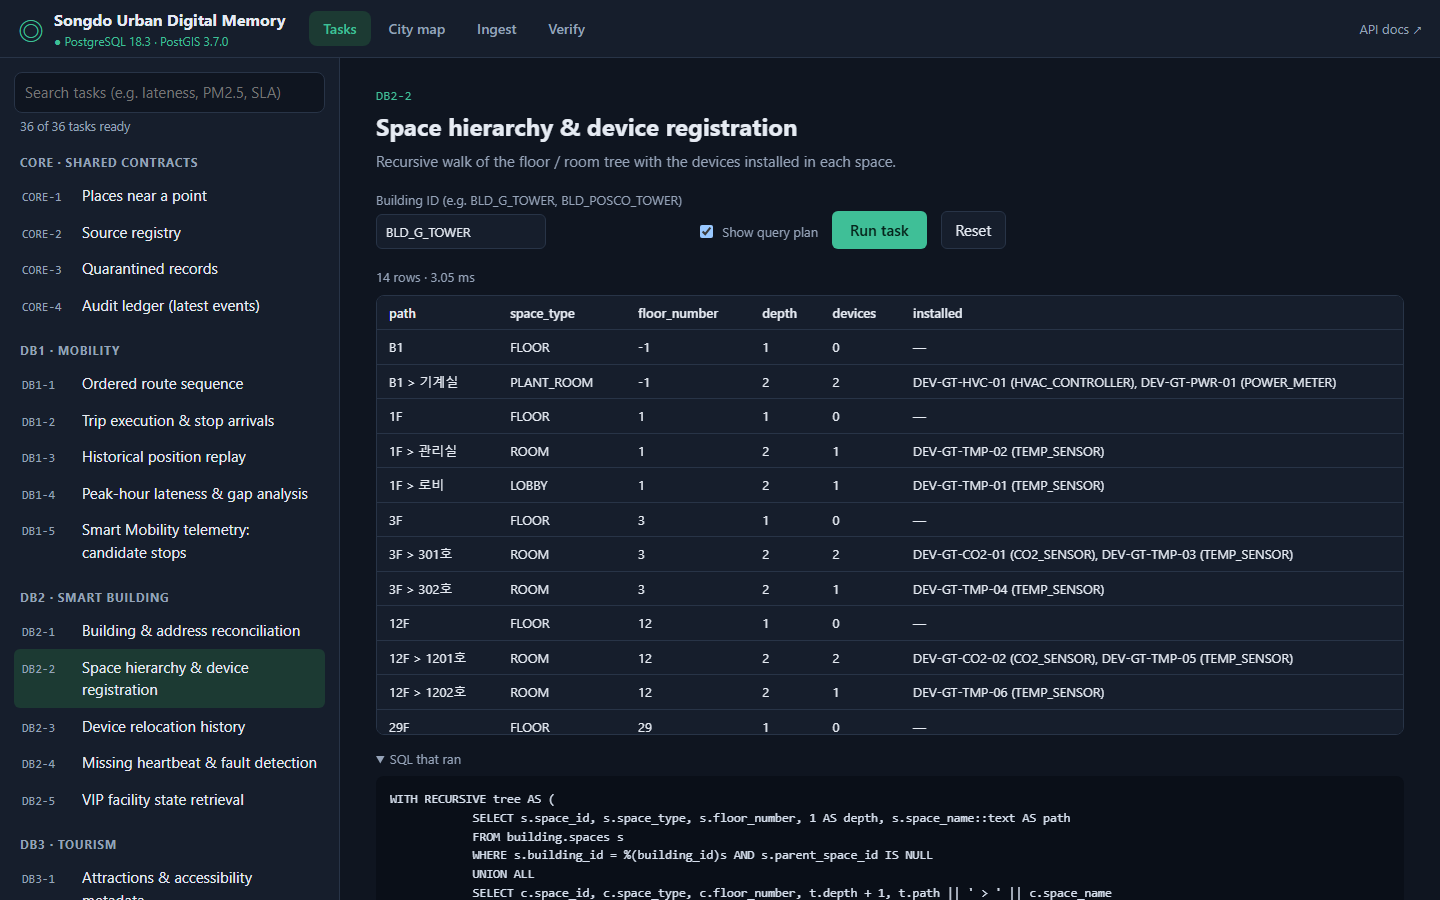 Songdo Urban Digital Memory
● PostgreSQL 18.3 · PostGIS 3.7.0
Tasks
City map
Ingest
Verify
API docs ↗
Search tasks (e.g. lateness, PM2.5, SLA)
36 of 36 tasks ready
CORE · SHARED CONTRACTS
CORE-1 Places near a point
CORE-2 Source registry
CORE-3 Quarantined records
CORE-4 Audit ledger (latest events)
DB1 · MOBILITY
DB1-1 Ordered route sequence
DB1-2 Trip execution & stop arrivals
DB1-3 Historical position replay
DB1-4 Peak-hour lateness & gap analysis
DB1-5 Smart Mobility telemetry:
candidate stops
DB2 · SMART BUILDING
DB2-1 Building & address reconciliation
DB2-2 Space hierarchy & device
registration
DB2-3 Device relocation history
DB2-4 Missing heartbeat & fault detection
DB2-5 VIP facility state retrieval
DB3 · TOURISM
DB3-1 Attractions & accessibility
metadata
DB2-2
Space hierarchy & device registration
Recursive walk of the floor / room tree with the devices installed in each space.
Building ID (e.g. BLD_G_TOWER, BLD_POSCO_TOWER)
BLD_G_TOWER
Show query plan
Run task
Reset
14 rows · 3.05 ms
path space_type floor_number depth devices installed
B1 FLOOR -1 1 0 —
B1 > 기계실 PLANT_ROOM -1 2 2 DEV-GT-HVC-01 (HVAC_CONTROLLER), DEV-GT-PWR-01 (POWER_METER)
1F FLOOR 1 1 0 —
1F > 관리실 ROOM 1 2 1 DEV-GT-TMP-02 (TEMP_SENSOR)
1F > 로비 LOBBY 1 2 1 DEV-GT-TMP-01 (TEMP_SENSOR)
3F FLOOR 3 1 0 —
3F > 301호 ROOM 3 2 2 DEV-GT-CO2-01 (CO2_SENSOR), DEV-GT-TMP-03 (TEMP_SENSOR)
3F > 302호 ROOM 3 2 1 DEV-GT-TMP-04 (TEMP_SENSOR)
12F FLOOR 12 1 0 —
12F > 1201호 ROOM 12 2 2 DEV-GT-CO2-02 (CO2_SENSOR), DEV-GT-TMP-05 (TEMP_SENSOR)
12F > 1202호 ROOM 12 2 1 DEV-GT-TMP-06 (TEMP_SENSOR)
29F FLOOR 29 1 0 —
▼ SQL that ran
WITH RECURSIVE tree AS (
SELECT s.space_id, s.space_type, s.floor_number, 1 AS depth, s.space_name::text AS path
FROM building.spaces s
WHERE s.building_id = %(building_id)s AND s.parent_space_id IS NULL
UNION ALL
SELECT c.space_id, c.space_type, c.floor_number, t.depth + 1, t.path || ' > ' || c.space_name